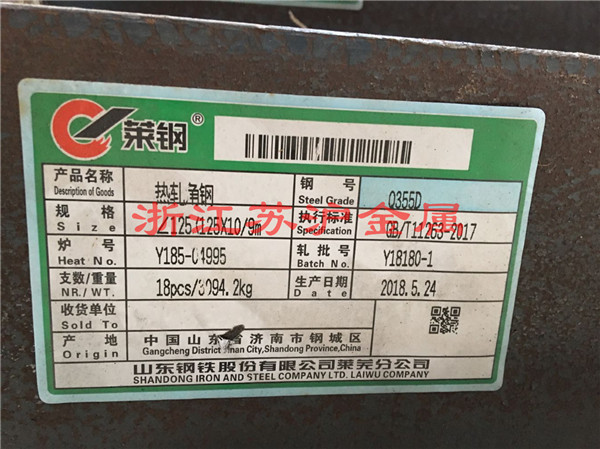 莱钢®
产品名称 热轧角钢 钢号 Q355D
Description of Goods Steel Grade
规格 125/125X10/9m 执行标准 GB/T11263-2017
Size Specification
炉号 Y185-04995 轧批号 Y18180-1
Heat No. Batch No.
支数/重量 18pcs/3094.2kg 生产日期 2018.5.24
NR./WT. Date
收货单位
Sold To
产地 中国山东省济南市钢城区
Origin Gangcheng District Jinan City,Shandong Province,China
山东钢铁股份有限公司莱芜分公司
SHANDONG IRON AND STEEL COMPANY LTD. LAIWU COMPANY
浙江苏沪金属